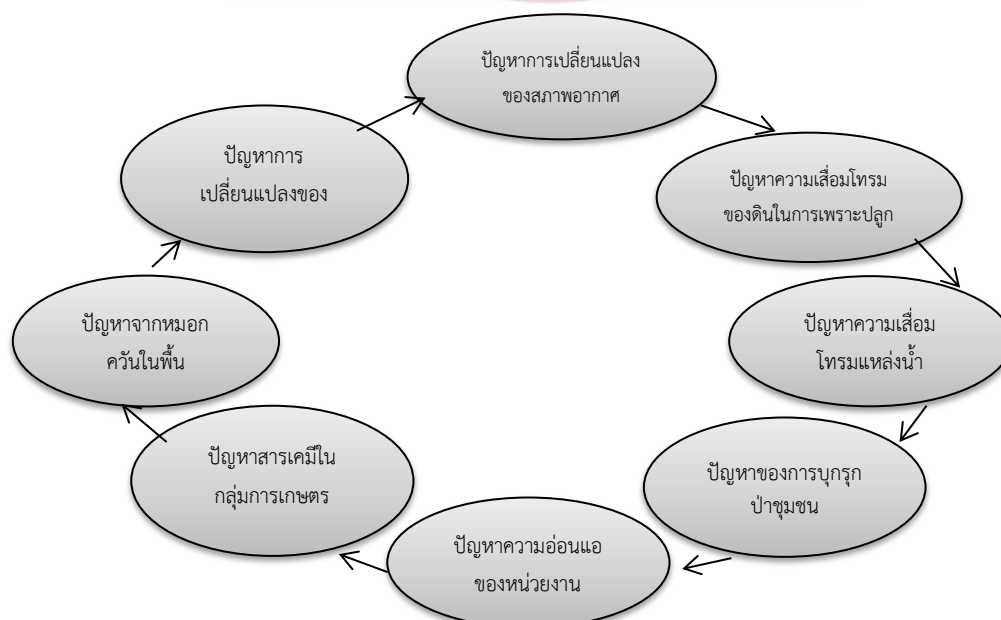 ปัญหาการเปลี่ยนแปลง
ของสภาพอากาศ
ปัญหาความเสื่อมโทรม
ของดินในการเพราะปลูก
ปัญหาความเสื่อม
โทรมแหล่งน้ำ
ปัญหาของการบุกรุก
ป่าชุมชน
ปัญหาความอ่อนแอ
ของหน่วยงาน
ปัญหาสารเคมีใน
กลุ่มการเกษตร
ปัญหาจากหมอก
ควันในพื้น
ปัญหาการ
เปลี่ยนแปลงของ